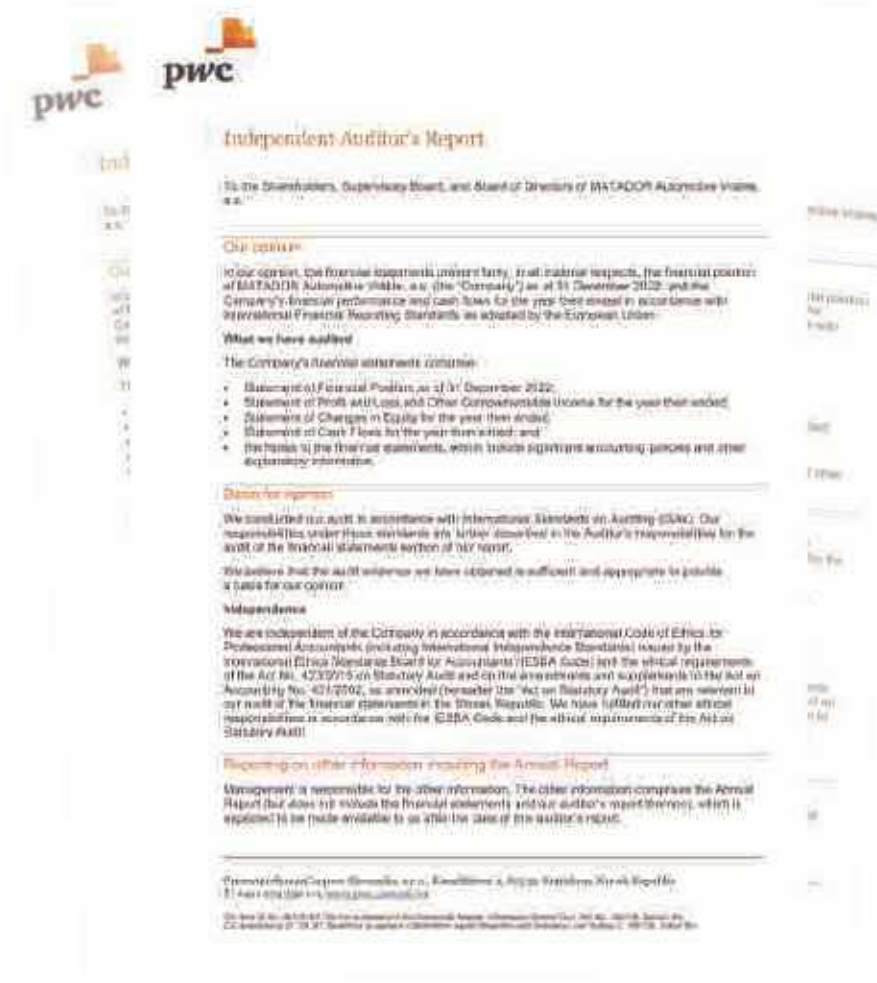 pwc
pwc
Independent Auditor's Report
To the Shareholders, Supervisory Board, and Board of Directors of MATADOR Automotive Vráble,
a.s.
Our opinion
In our opinion, the financial statements present fairly, in all material respects, the financial position
of MATADOR Automotive Vráble, a.s. (the "Company") as at 31 December 2022, and the
Company's financial performance and cash flows for the year then ended in accordance with
International Financial Reporting Standards as adopted by the European Union.
What we have audited
The Company's financial statements comprise:
• Statement of Financial Position as of 31 December 2022;
• Statement of Profit and Loss and Other Comprehensive Income for the year then ended;
• Statement of Changes in Equity for the year then ended;
• Statement of Cash Flows for the year then ended; and
• the Notes to the financial statements, which include significant accounting policies and other
explanatory information.
Basis for opinion
We conducted our audit in accordance with International Standards on Auditing (ISAs). Our
responsibilities under those standards are further described in the Auditor's responsibilities for the
audit of the financial statements section of our report.
We believe that the audit evidence we have obtained is sufficient and appropriate to provide
a basis for our opinion.
Independence
We are independent of the Company in accordance with the International Code of Ethics for
Professional Accountants (including International Independence Standards) issued by the
International Ethics Standards Board for Accountants (IESBA Code) and the ethical requirements
of the Act No. 423/2015 on Statutory Audit and on the amendments and supplements to the Act on
Accounting No. 431/2002, as amended (hereafter the "Act on Statutory Audit") that are relevant to
our audit of the financial statements in the Slovak Republic. We have fulfilled our other ethical
responsibilities in accordance with the IESBA Code and the ethical requirements of the Act on
Statutory Audit.
Reporting on other information including the Annual Report
Management is responsible for the other information. The other information comprises the Annual
Report (but does not include the financial statements and our auditor's report thereon), which is
expected to be made available to us after the date of this auditor's report.
PricewaterhouseCoopers Slovensko, s.r.o., Bratislava, Slovak Republic